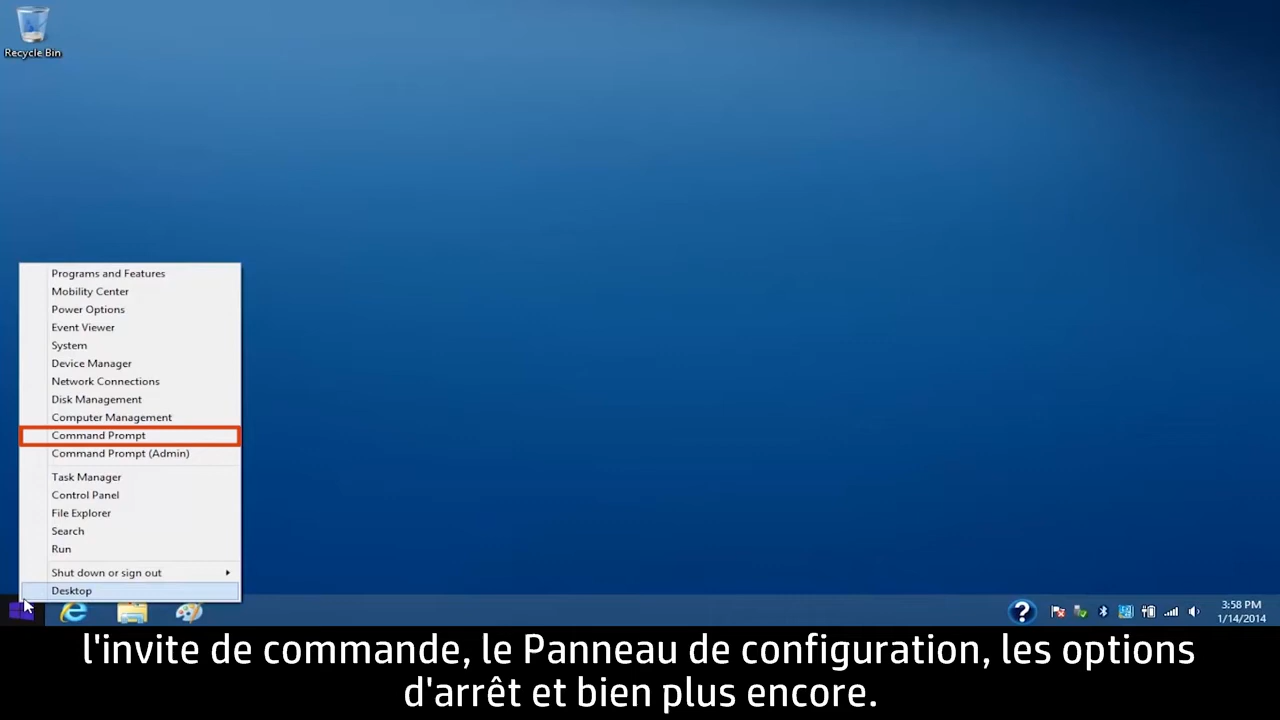 Recycle Bin
Programs and Features
Mobility Center
Power Options
Event Viewer
System
Device Manager
Network Connections
Disk Management
Computer Management
Command Prompt
Command Prompt (Admin)
Task Manager
Control Panel
File Explorer
Search
Run
Shut down or sign out
Desktop
3:58 PM
1/14/2014
l'invite de commande, le Panneau de configuration, les options
d'arrêt et bien plus encore.